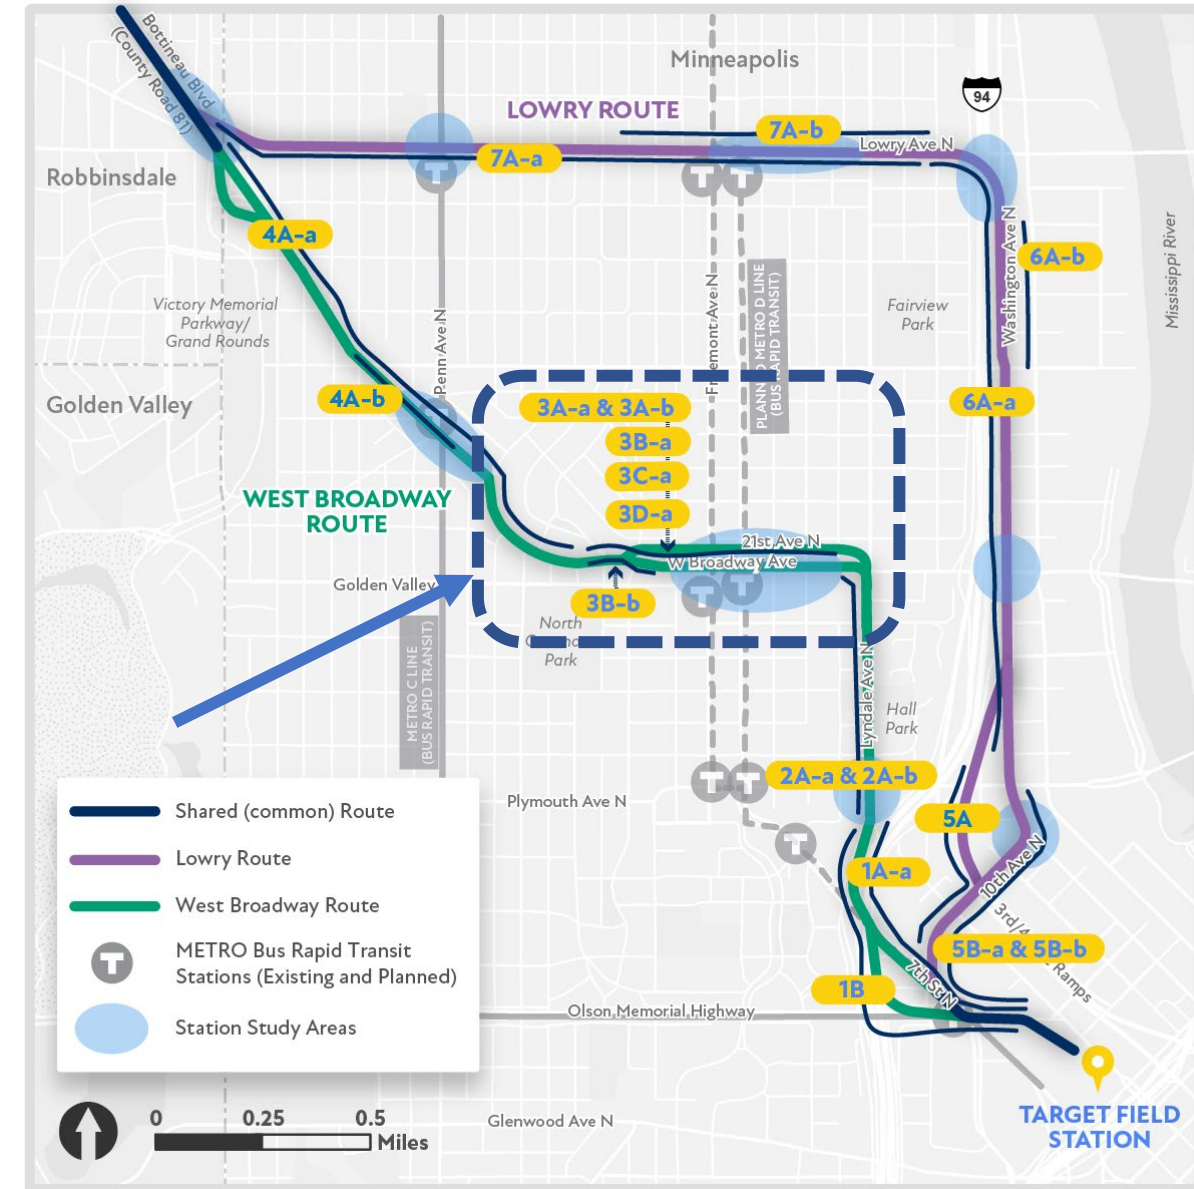 Bottineau Blvd
(County Road 81)
Minneapolis
94
LOWRY ROUTE
7A-b
Lowry Ave N
7A-a
Robbinsdale
4A-a
Washington Ave N
6A-b
Mississippi River
Victory Memorial
Parkway/
Grand Rounds
Fairview
Park
Penn Ave N
Fremont Ave N
PLANNED METRO D LINE
(BUS RAPID TRANSIT)
Golden Valley
4A-b
3A-a & 3A-b
3B-a
3C-a
3D-a
6A-a
WEST BROADWAY
ROUTE
21st Ave N
W Broadway Ave
Golden Valley
3B-b
North
Park
METRO C LINE
(BUS RAPID TRANSIT)
Lyndale Ave N
Hall
Park
2A-a & 2A-b
Plymouth Ave N
5A
10th Ave N
1A-a
3rd/4
Ramps
5B-a & 5B-b
7th St N
1B
Olson Memorial Highway
Shared (common) Route
Lowry Route
West Broadway Route
T
METRO Bus Rapid Transit
Stations (Existing and Planned)
Station Study Areas
0 0.25 0.5
Miles
Glenwood Ave N
TARGET FIELD
STATION